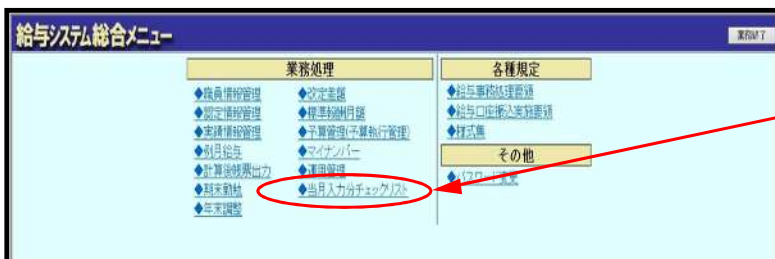 給与システム総合メニュー
業務終了
業務処理
◆職員情報管理
◆認定情報管理
◆実績情報管理
◆例月給与
◆計算後帳票出力
◆期末勤勉
◆年末調整
◆改定差額
◆標準報酬月額
◆予算管理(予算執行管理)
◆マイナンバー
◆運用管理
◆当月入力分チェックリスト
各種規定
◆給与事務処理要領
◆給与口座振込実施要領
◆様式集
その他
◆パスワード変更